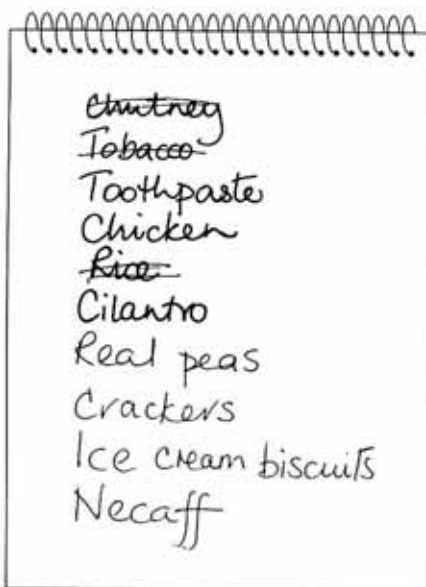 Chutney
Tobacco
Toothpaste
Chicken
Rice
Cilantro
Real peas
Crackers
Ice cream biscuits
Necaff